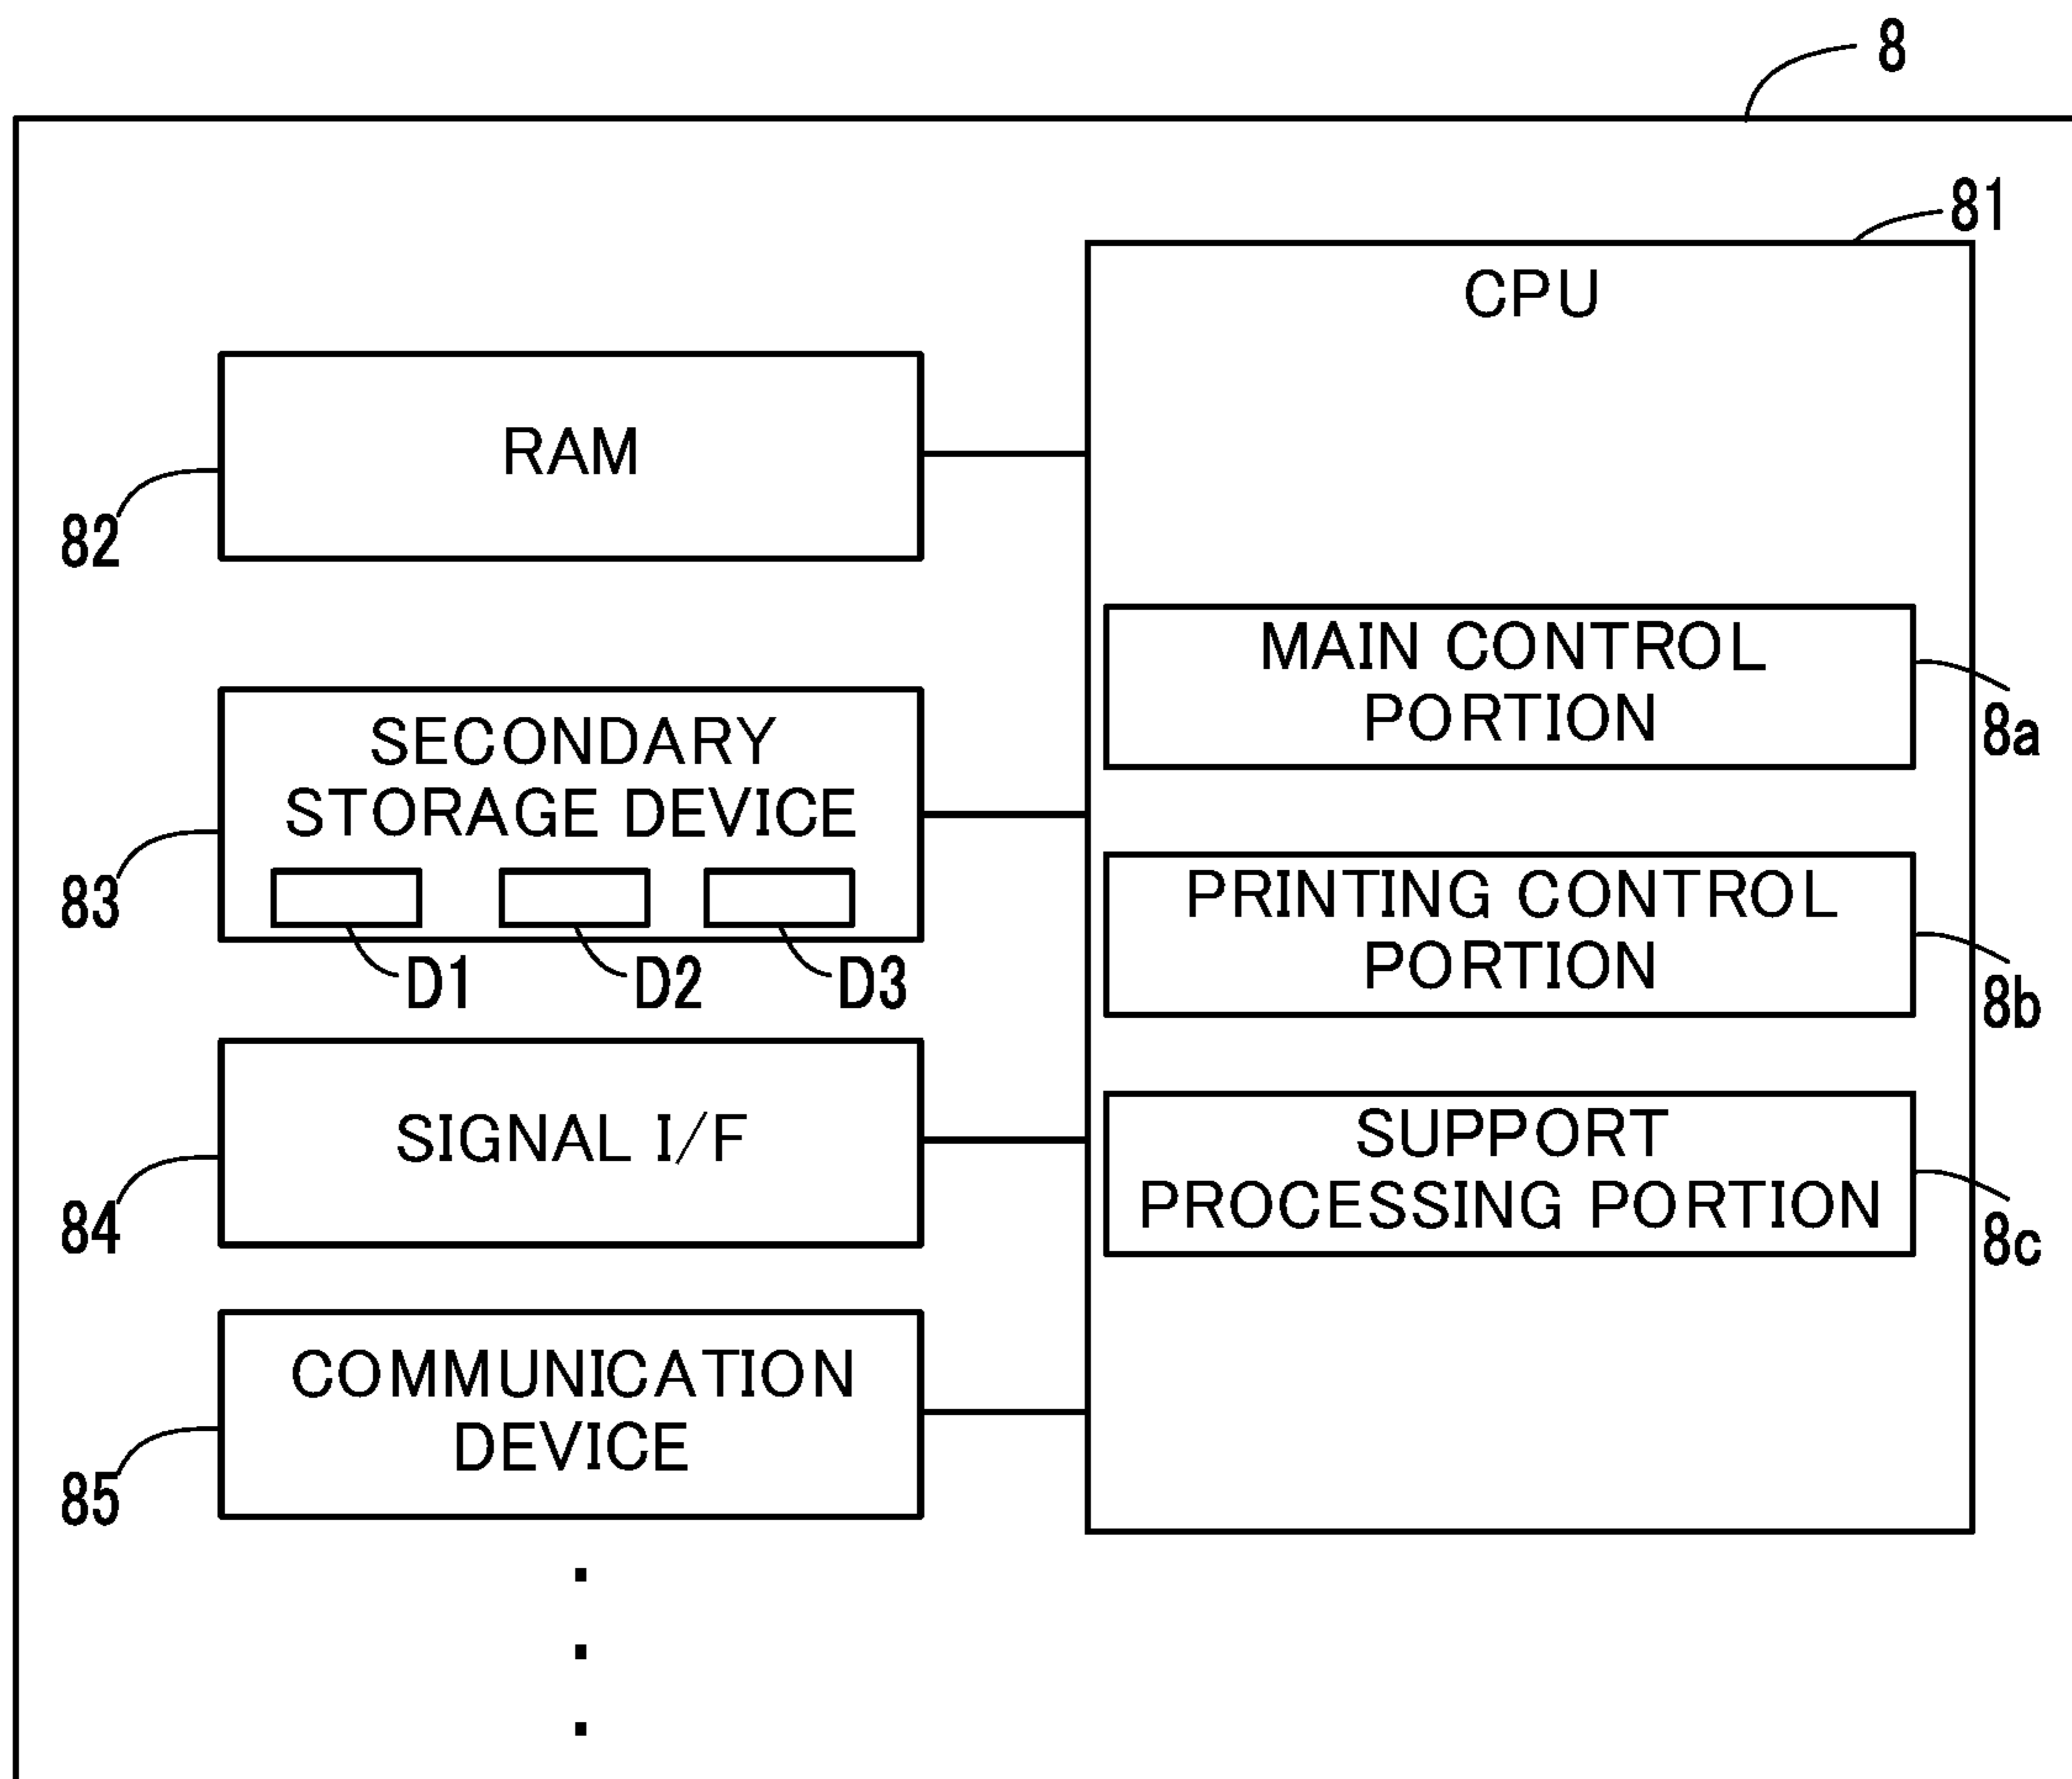 8
81
CPU
RAM
82
MAIN CONTROL
PORTION
8a
SECONDARY
STORAGE DEVICE
83
D1
D2
D3
PRINTING CONTROL
PORTION
8b
SIGNAL I/F
84
SUPPORT
PROCESSING PORTION
8c
COMMUNICATION
DEVICE
85